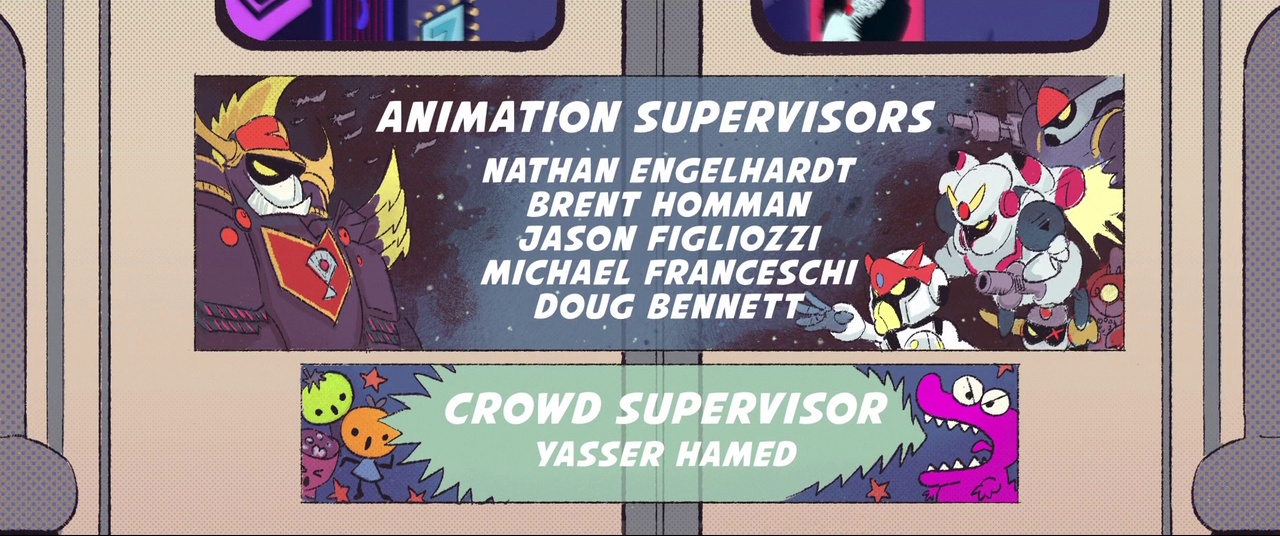 ANIMATION SUPERVISORS
NATHAN ENGELHARDT
BRENT HOMMAN
JASON FIGLIOZZI
MICHAEL FRANCESCHI
DOUG BENNETT
CROWD SUPERVISOR
YASSER HAMED